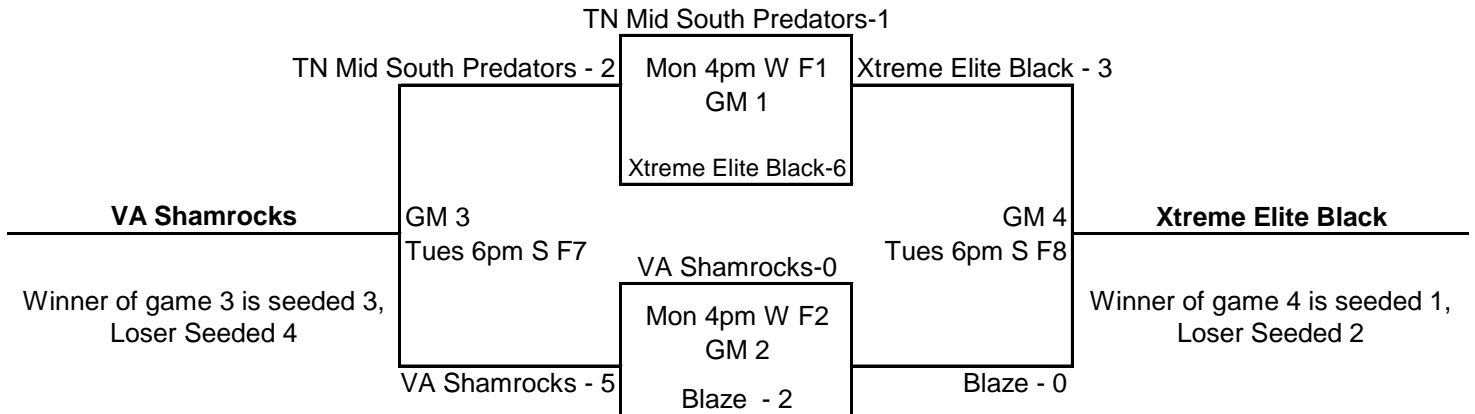 TN Mid South Predators-1
TN Mid South Predators - 2
Mon 4pm W F1
GM 1
Xtreme Elite Black - 3
Xtreme Elite Black-6
VA Shamrocks
GM 3
Tues 6pm S F7
GM 4
Tues 6pm S F8
Xtreme Elite Black
VA Shamrocks-0
Winner of game 3 is seeded 3,
Loser Seeded 4
Mon 4pm W F2
GM 2
Winner of game 4 is seeded 1,
Loser Seeded 2
VA Shamrocks - 5
Blaze - 2
Blaze - 0